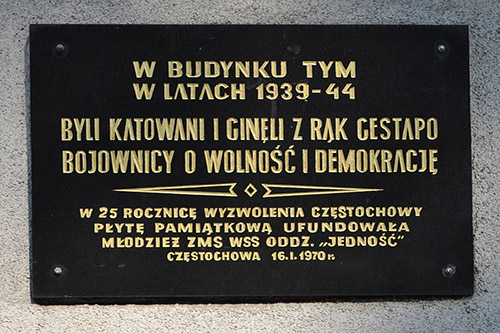 W BUDYNKU TYM
W LATACH 1939-44
BYLI KATOWANI I GINĘLI Z RĄK GESTAPO
BOJOWNICY O WOLNOŚĆ I DEMOKRACJĘ
W 25 ROCZNICĘ WYZWOLENIA CZĘSTOCHOWY
PŁYTĘ PAMIĄTKOWĄ UFUNDOWAŁA
MŁODZIEŻ ZMS WSS ODDZ. „JEDNOŚĆ"
CZĘSTOCHOWA 16.I.1970 r.